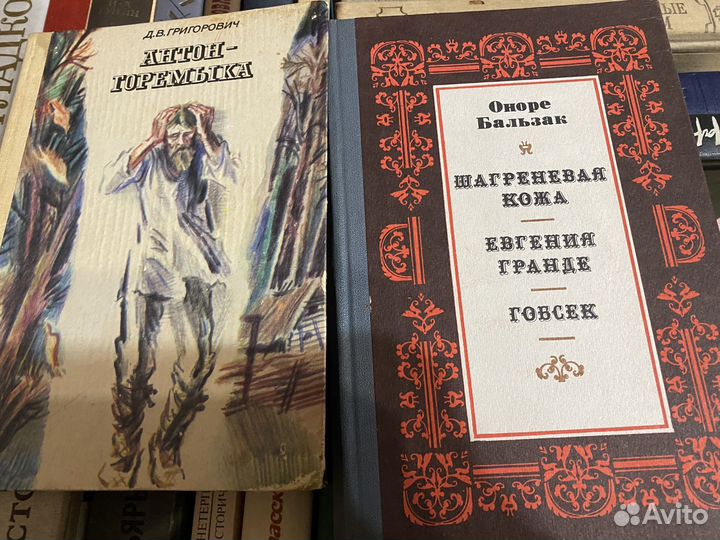 Д.В.ГРИГОРОВИЧ
АНТОН-
ГОРЕМЫКА
Оноре
Бальзак
ШАГРЕНЕВАЯ
КОЖА
ЕВГЕНИЯ
ГРАНДЕ
ГОБСЕК
Avito